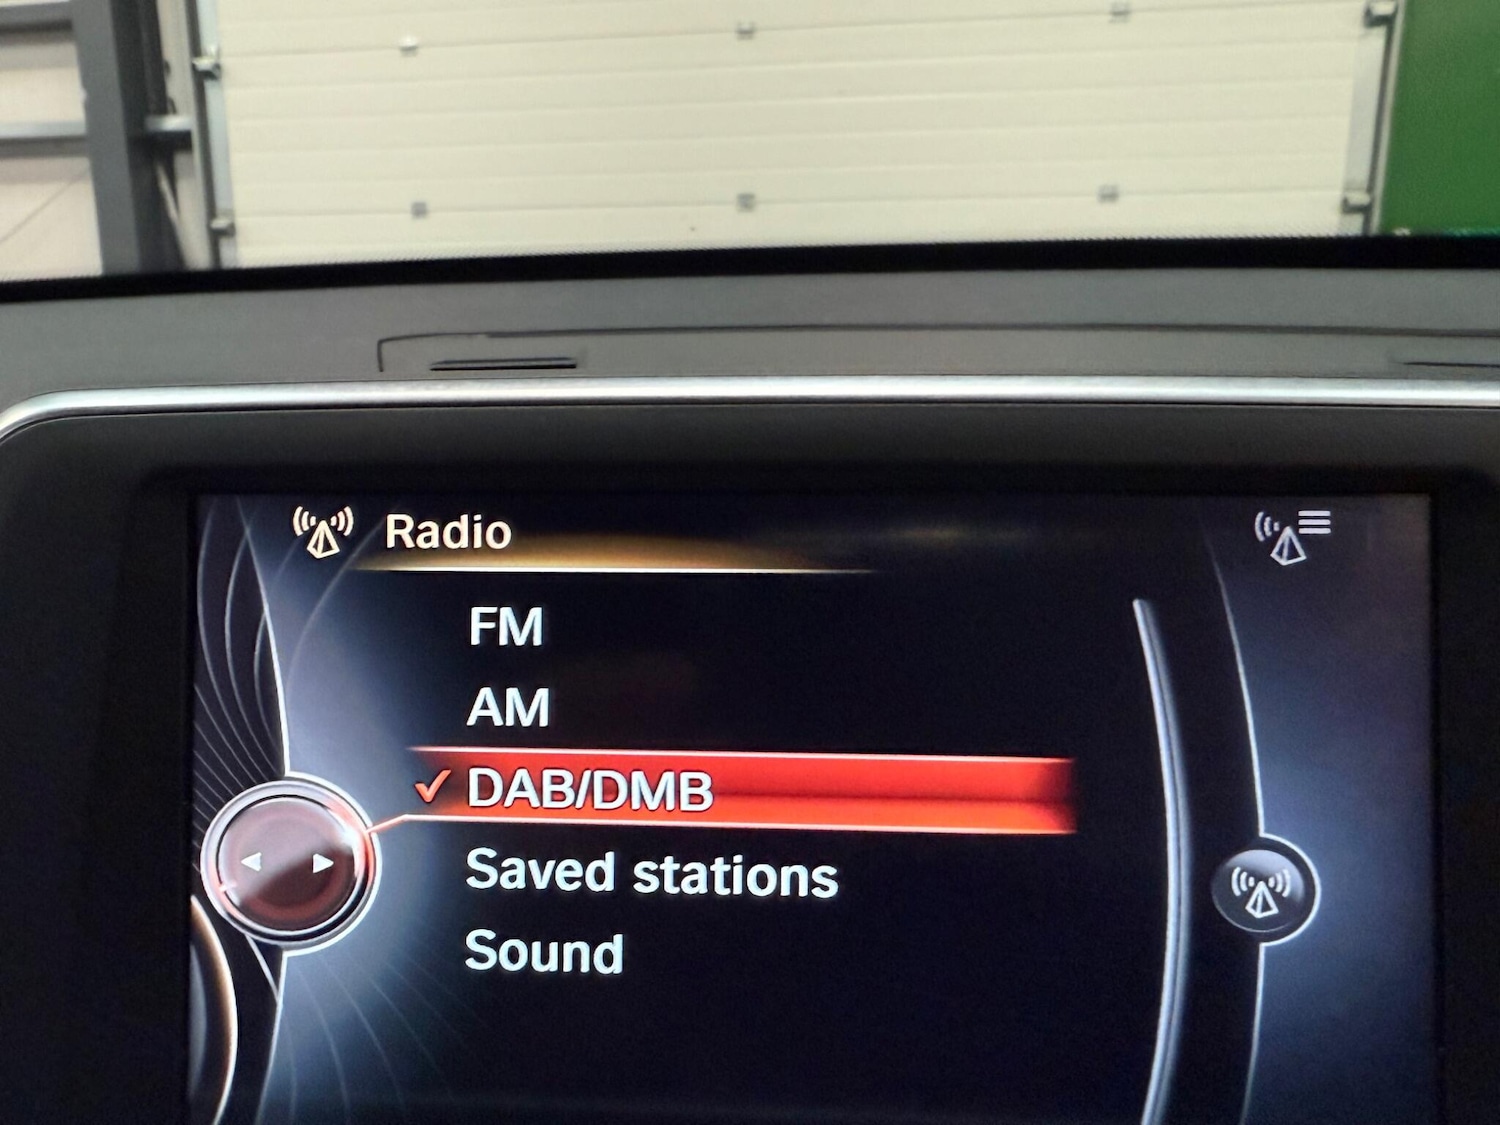 Radio
FM
AM
DAB/DMB
Saved stations
Sound